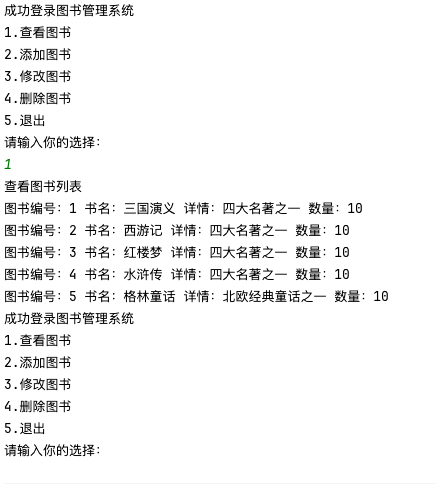 成功登录图书管理系统
1.查看图书
2.添加图书
3.修改图书
4.删除图书
5.退出
请输入你的选择：
1
查看图书列表
图书编号：1 书名：三国演义 详情：四大名著之一 数量：10
图书编号：2 书名：西游记 详情：四大名著之一 数量：10
图书编号：3 书名：红楼梦 详情：四大名著之一 数量：10
图书编号：4 书名：水浒传 详情：四大名著之一 数量：10
图书编号：5 书名：格林童话 详情：北欧经典童话之一 数量：10
成功登录图书管理系统
1.查看图书
2.添加图书
3.修改图书
4.删除图书
5.退出
请输入你的选择：